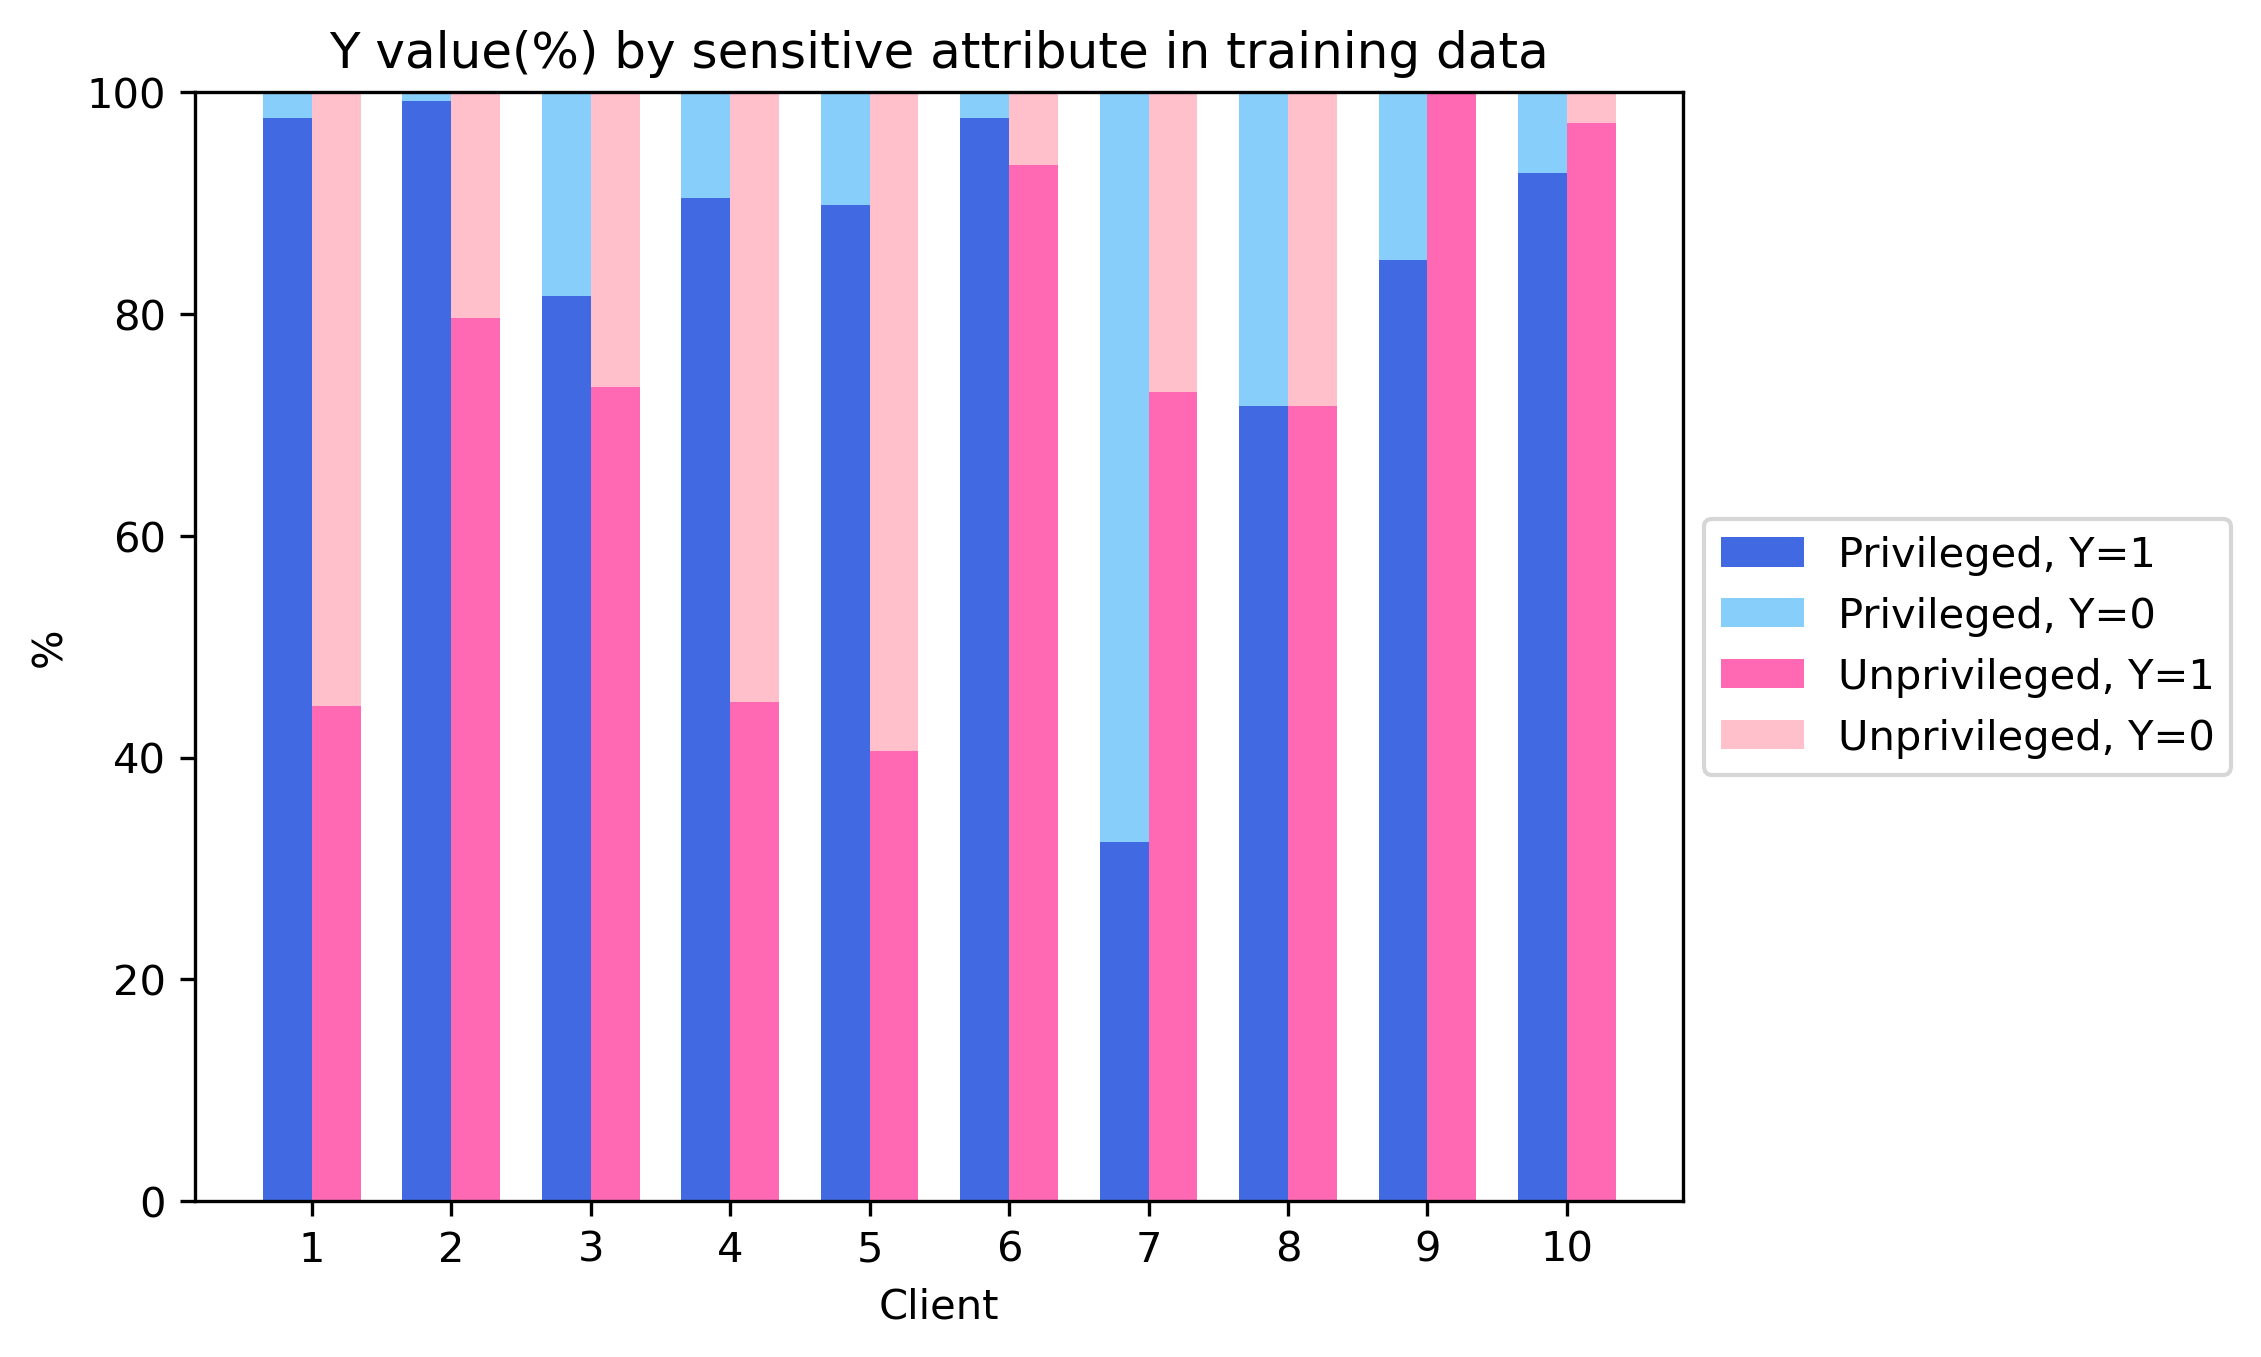 Y value(%) by sensitive attribute in training data
100
80
60
40
20
0
%
1 2 3 4 5 6 7 8 9 10
Client
Privileged, Y=1
Privileged, Y=0
Unprivileged, Y=1
Unprivileged, Y=0